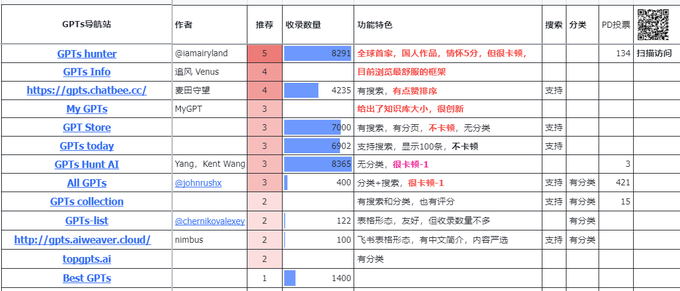 GPTs导航站 作者 推荐 收录数量 功能特色 搜索 分类 PD投票
GPTs hunter @iamairyland 5 8291 全球首家，国人作品，情怀5分，但很卡顿， 134 扫描访问
GPTs Info 追风 Venus 4 目前浏览最舒服的框架
https://gpts.chatbee.cc/ 麦田守望 4 4235 有搜索，有点赞排序 支持
My GPTs MyGPT 3 给出了知识库大小，很创新
GPT Store 3 7000 有搜索，有分页，不卡顿，无分类 支持
GPTs today 3 6902 支持搜索，显示100条，不卡顿 支持
GPTs Hunt AI Yang，Kent Wang 3 8365 无分类，很卡顿-1 3
All GPTs @johnrushx 3 400 分类+搜索，很卡顿-1 支持 有分类 421
GPTs collection 2 有搜索和分类，也有评分 支持 有分类 15
GPTs-list @chernikovalexey 2 122 表格形态，友好，但收录数量不多 有分类
http://gpts.aiweaver.cloud/ nimbus 2 100 飞书表格形态，有中文简介，内容严选 支持 有分类
topgpts.ai 2 有分类
Best GPTs 1 1400